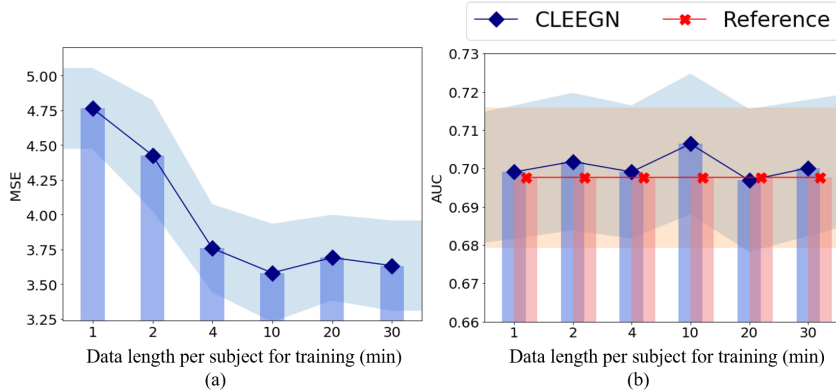 CLEEGN Reference
5.00
4.75
4.50
4.25
4.00
3.75
3.50
3.25
MSE
1 2 4 10 20 30
Data length per subject for training (min)
(a)
0.73
0.72
0.71
0.70
0.69
0.68
0.67
0.66
AUC
1 2 4 10 20 30
Data length per subject for training (min)
(b)